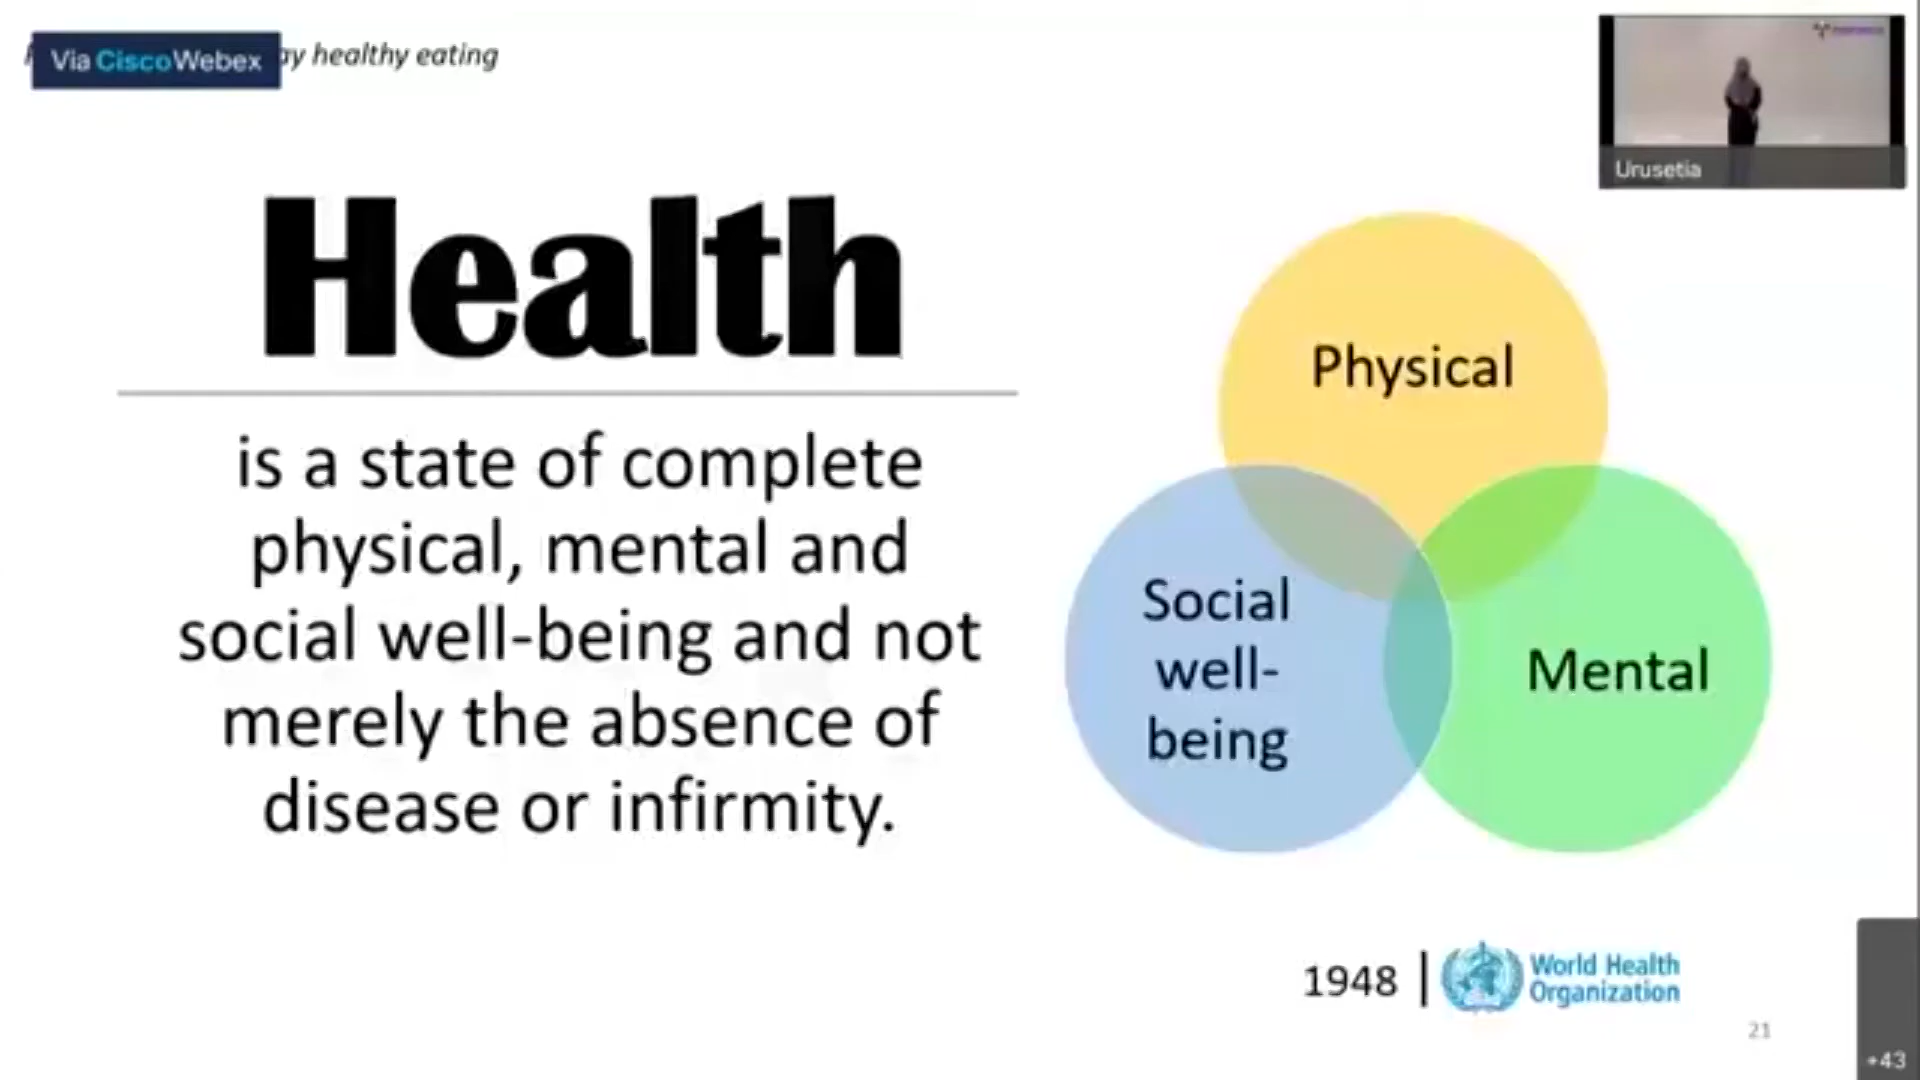 Via Cisco Webex
healthy eating
Urusetia
Health
is a state of complete
physical, mental and
social well-being and not
merely the absence of
disease or infirmity.
Physical
Social
well-
being
Mental
1948
World Health
Organization
21
+43